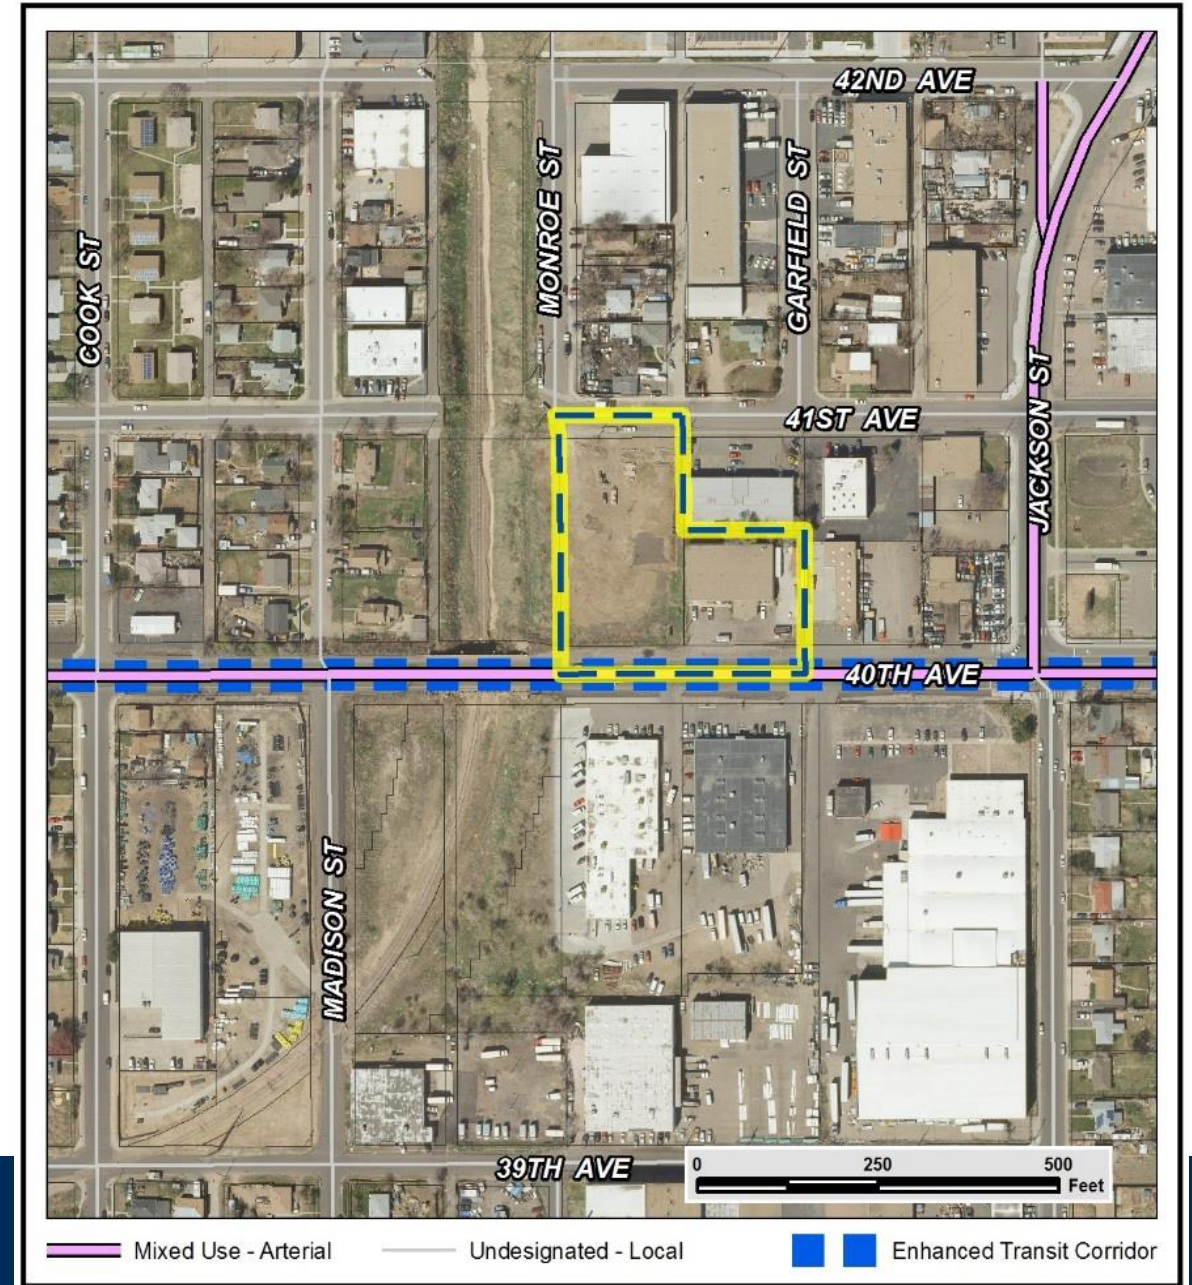 42ND AVE
MONROE ST
GARFIELD ST
COOK ST
JACKSON ST
41ST AVE
40TH AVE
MADISON ST
39TH AVE
0 250 500
Feet
Mixed Use - Arterial Undesignated - Local Enhanced Transit Corridor